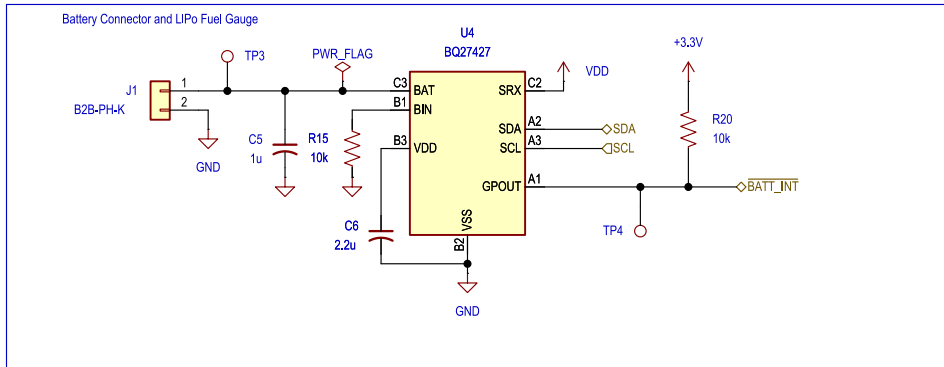 Battery Connector and LIPo Fuel Gauge
U4
BQ27427
TP3
PWR_FLAG
+3.3V
VDD
J1
B2B-PH-K
1
2
GND
C5
1u
R15
10k
C3 BAT
B1 BIN
B3 VDD
VSS
B2
SRX C2
SDA A2
SCL A3
GPOUT A1
SDA
SCL
R20
10k
BATT_INT
TP4
C6
2.2u
GND